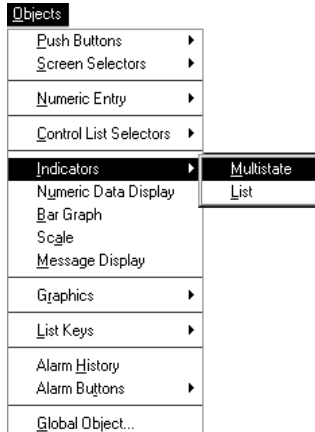 Objects
Push Buttons
Screen Selectors
Numeric Entry
Control List Selectors
Indicators
Multistate
Numeric Data Display
List
Bar Graph
Scale
Message Display
Graphics
List Keys
Alarm History
Alarm Buttons
Global Object...